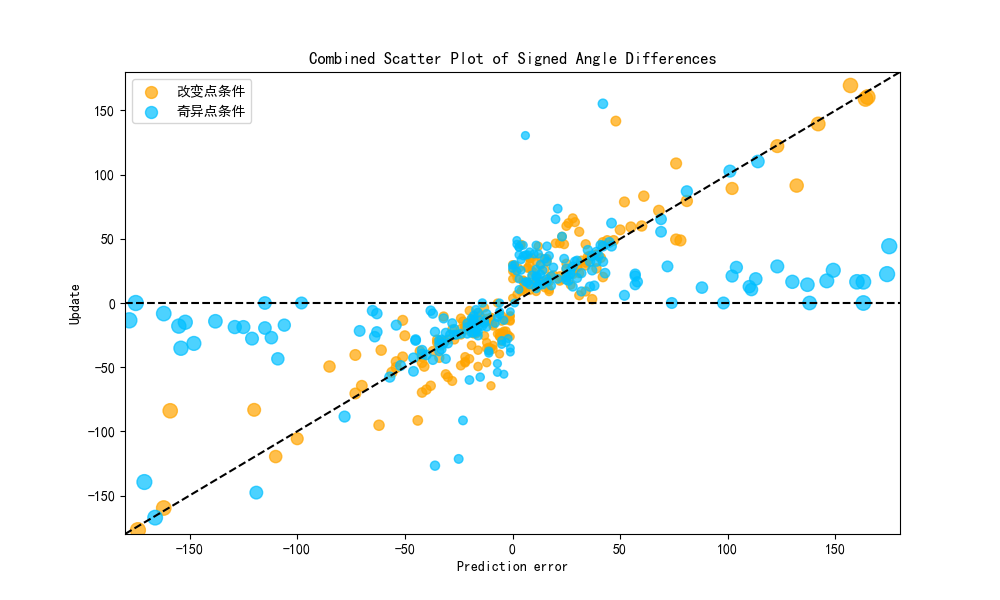 Combined Scatter Plot of Signed Angle Differences
改变点条件
奇异点条件
Update
150
100
50
0
−50
−100
−150
−150
−100
−50
0
50
100
150
Prediction error